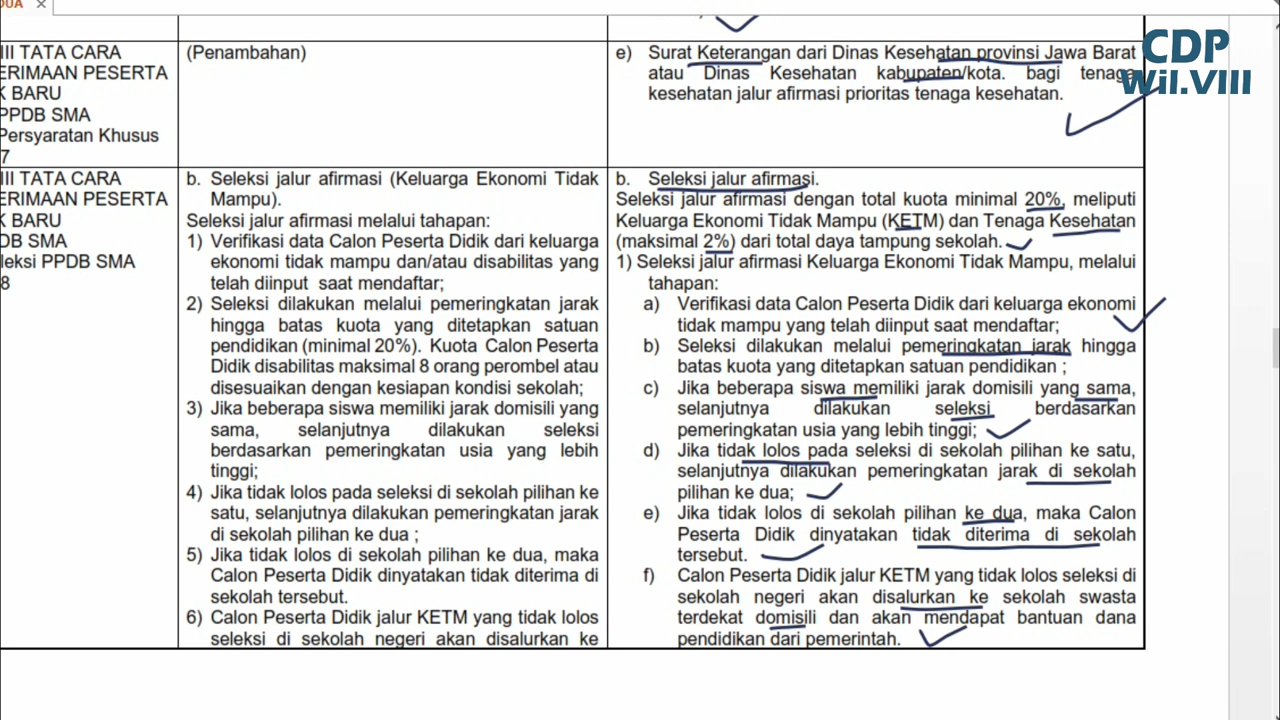 DUA ×
III TATA CARA
ERIMAAN PESERTA
K BARU
PPDB SMA
Persyaratan Khusus
7
(Penambahan)
e) Surat Keterangan dari Dinas Kesehatan provinsi Jawa Barat
atau Dinas Kesehatan kabupaten/kota. bagi tenaga
kesehatan jalur afirmasi prioritas tenaga kesehatan.
CDP
Wil.VIII
III TATA CARA
ERIMAAN PESERTA
K BARU
DB SMA
leksi PPDB SMA
8
b. Seleksi jalur afirmasi (Keluarga Ekonomi Tidak
Mampu).
Seleksi jalur afirmasi melalui tahapan:
1) Verifikasi data Calon Peserta Didik dari keluarga
ekonomi tidak mampu dan/atau disabilitas yang
telah diinput saat mendaftar;
2) Seleksi dilakukan melalui pemeringkatan jarak
hingga batas kuota yang ditetapkan satuan
pendidikan (minimal 20%). Kuota Calon Peserta
Didik disabilitas maksimal 8 orang perombel atau
disesuaikan dengan kesiapan kondisi sekolah;
3) Jika beberapa siswa memiliki jarak domisili yang
sama, selanjutnya dilakukan seleksi
berdasarkan pemeringkatan usia yang lebih
tinggi;
4) Jika tidak lolos pada seleksi di sekolah pilihan ke
satu, selanjutnya dilakukan pemeringkatan jarak
di sekolah pilihan ke dua ;
5) Jika tidak lolos di sekolah pilihan ke dua, maka
Calon Peserta Didik dinyatakan tidak diterima di
sekolah tersebut.
6) Calon Peserta Didik jalur KETM yang tidak lolos
seleksi di sekolah negeri akan disalurkan ke
b. Seleksi jalur afirmasi.
Seleksi jalur afirmasi dengan total kuota minimal 20%, meliputi
Keluarga Ekonomi Tidak Mampu (KETM) dan Tenaga Kesehatan
(maksimal 2%) dari total daya tampung sekolah.
1) Seleksi jalur afirmasi Keluarga Ekonomi Tidak Mampu, melalui
tahapan:
a) Verifikasi data Calon Peserta Didik dari keluarga ekonomi
tidak mampu yang telah diinput saat mendaftar;
b) Seleksi dilakukan melalui pemeringkatan jarak hingga
batas kuota yang ditetapkan satuan pendidikan ;
c) Jika beberapa siswa memiliki jarak domisili yang sama,
selanjutnya dilakukan seleksi berdasarkan
pemeringkatan usia yang lebih tinggi;
d) Jika tidak lolos pada seleksi di sekolah pilihan ke satu,
selanjutnya dilakukan pemeringkatan jarak di sekolah
pilihan ke dua;
e) Jika tidak lolos di sekolah pilihan ke dua, maka Calon
Peserta Didik dinyatakan tidak diterima di sekolah
tersebut.
f) Calon Peserta Didik jalur KETM yang tidak lolos seleksi di
sekolah negeri akan disalurkan ke sekolah swasta
terdekat domisili dan akan mendapat bantuan dana
pendidikan dari pemerintah.